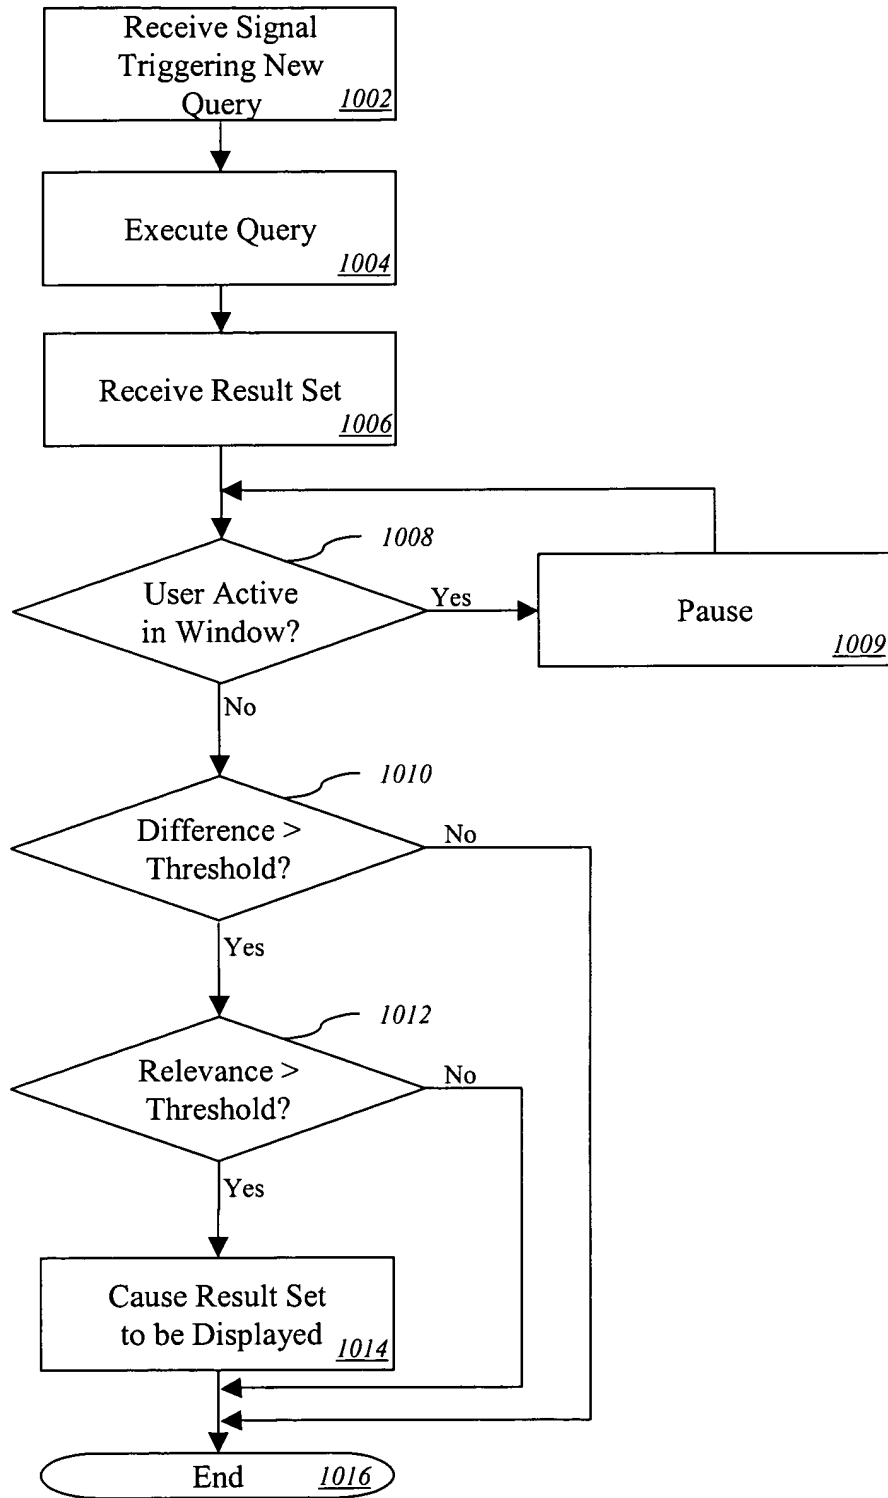 Receive Signal
Triggering New
Query
1002
Execute Query
1004
Receive Result Set
1006
1008
User Active
in Window?
Yes
Pause
1009
No
1010
Difference >
Threshold?
No
Yes
1012
Relevance >
Threshold?
No
Yes
Cause Result Set
to be Displayed
1014
End
1016